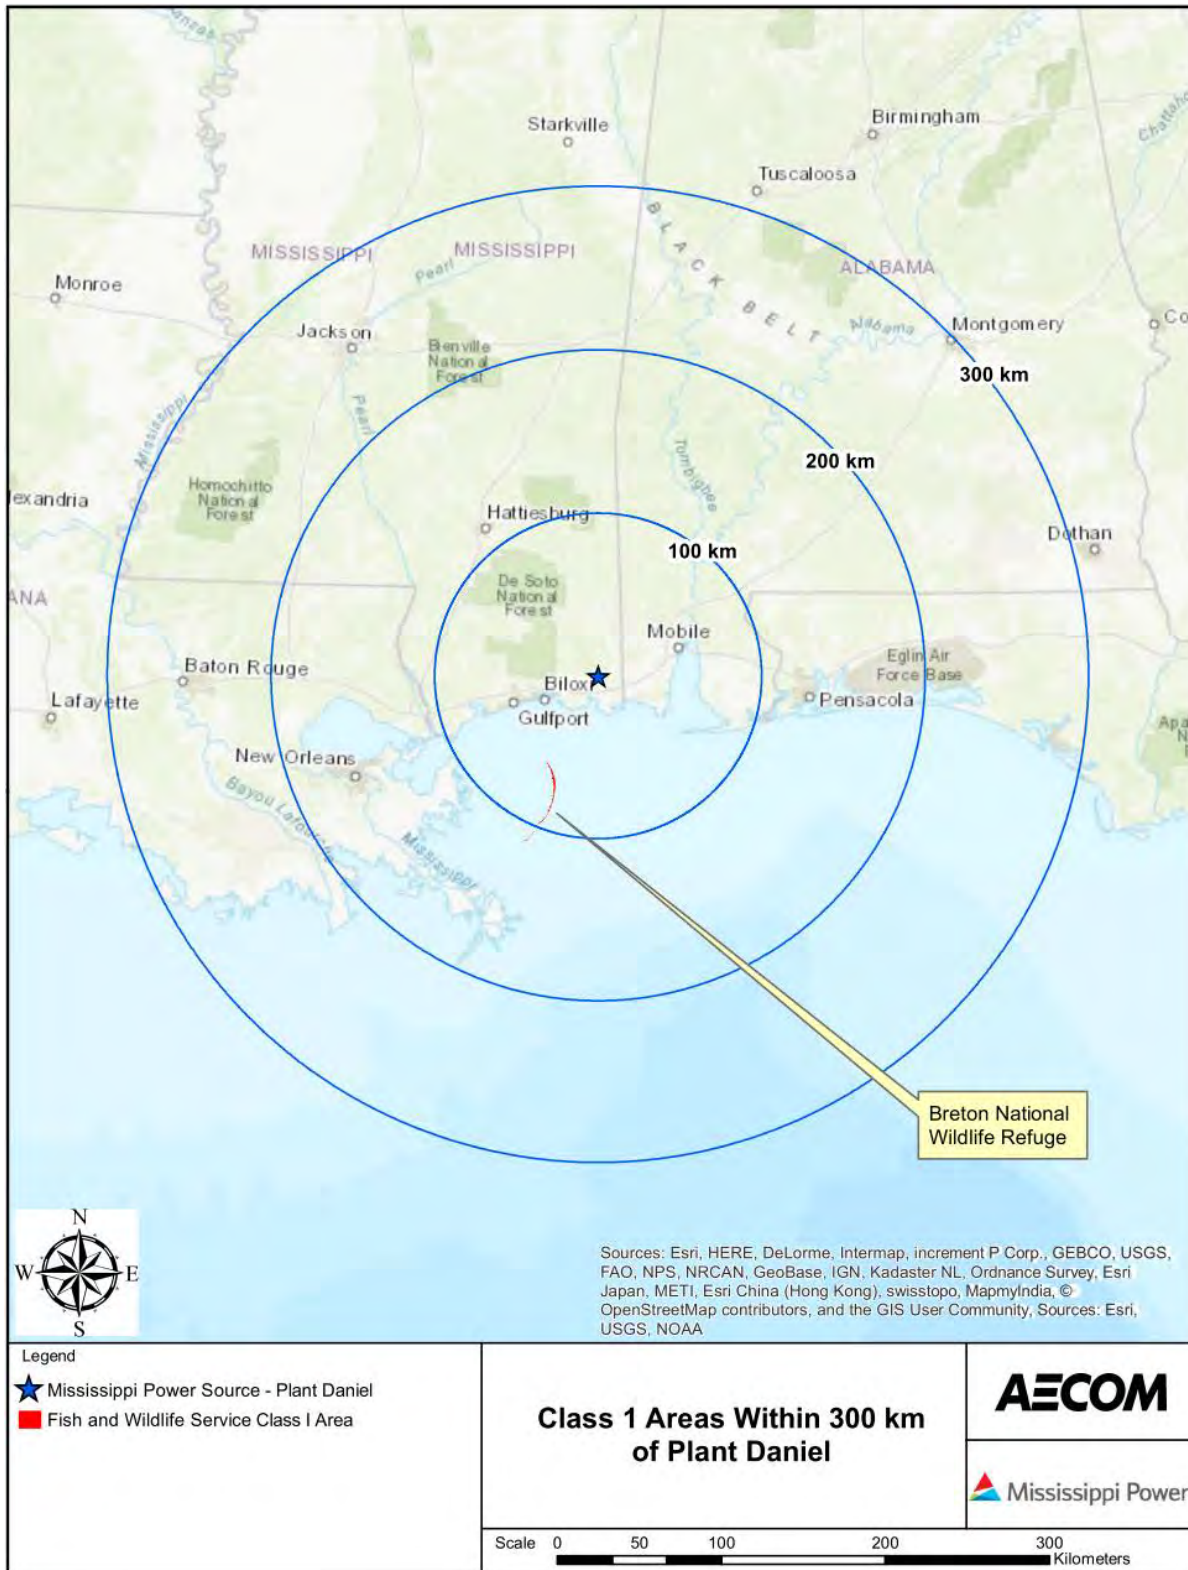 Starkville
Birmingham
Chattaho
Tuscaloosa
BLACK BELT
MISSISSIPPI
MISSISSIPPI
ALABAMA
Pearl
Monroe
Jackson
Alabama
Montgomery
Co
Bienville
National
Forest
300 km
Mississippi
Pearl
Tombigbee
200 km
Homochitto
National
Forest
lexandria
Hattiesburg
Dothan
100 km
De Soto
National
Forest
ANA
Mobile
Eglin Air
Force Base
Baton Rouge
Biloxi
Lafayette
Gulfport
Pensacola
Apa
N
New Orleans
Bayou Lafourche
Mississippi
Breton National
Wildlife Refuge
N
W E
S
Sources: Esri, HERE, DeLorme, Intermap, increment P Corp., GEBCO, USGS,
FAO, NPS, NRCAN, GeoBase, IGN, Kadaster NL, Ordnance Survey, Esri
Japan, METI, Esri China (Hong Kong), swisstopo, MapmyIndia, ©
OpenStreetMap contributors, and the GIS User Community, Sources: Esri,
USGS, NOAA
Legend
Mississippi Power Source - Plant Daniel
Fish and Wildlife Service Class I Area
Class 1 Areas Within 300 km
of Plant Daniel
AECOM
Mississippi Power
Scale 0 50 100 200 300
Kilometers